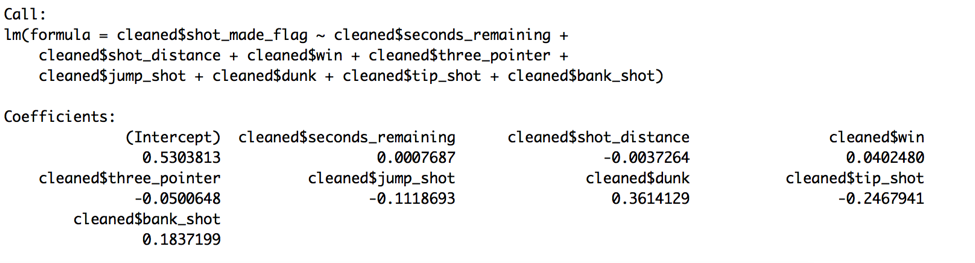 Call:
lm(formula = cleaned$shot_made_flag ~ cleaned$seconds_remaining +
    cleaned$shot_distance + cleaned$win + cleaned$three_pointer +
    cleaned$jump_shot + cleaned$dunk + cleaned$tip_shot + cleaned$bank_shot)

Coefficients:
              (Intercept)  cleaned$seconds_remaining      cleaned$shot_distance                cleaned$win
                0.5303813                  0.0007687                 -0.0037264                  0.0402480
    cleaned$three_pointer          cleaned$jump_shot               cleaned$dunk           cleaned$tip_shot
               -0.0500648                 -0.1118693                  0.3614129                 -0.2467941
        cleaned$bank_shot
                0.1837199